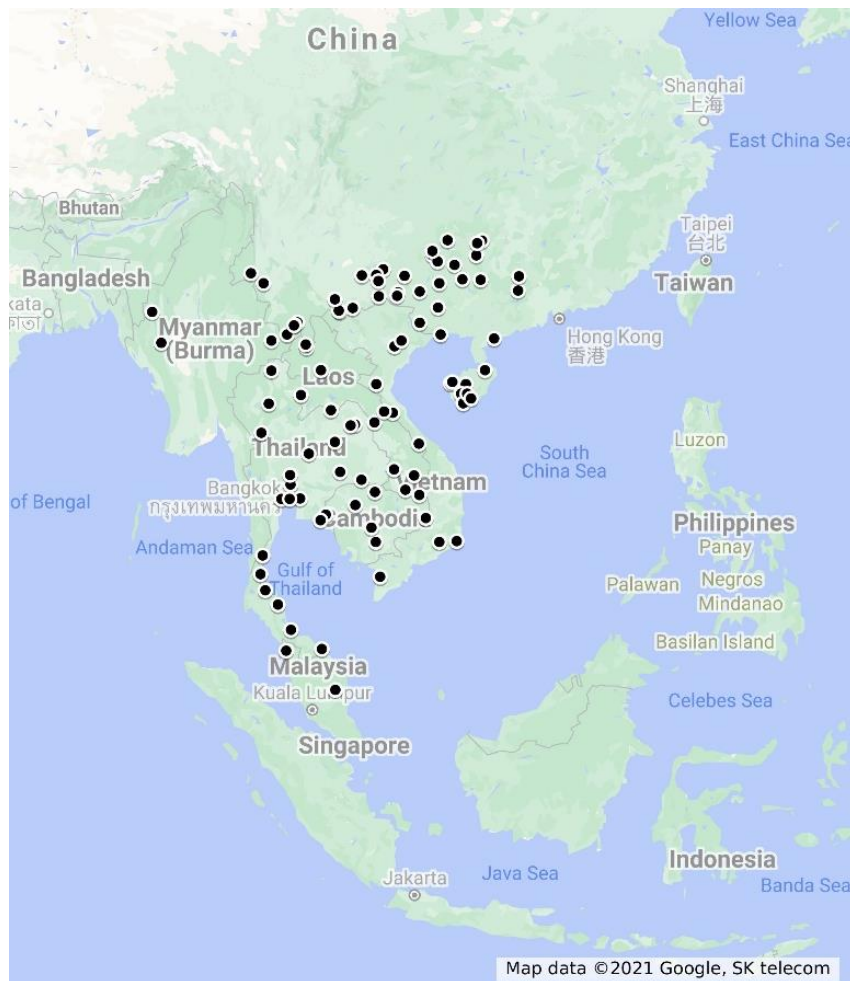 Yellow Sea
China
Shanghai
上海
East China Sea
Bhutan
Taipei
台北
Bangladesh
Taiwan
kata
Myanmar
(Burma)
Hong Kong
香港
Laos
Luzon
South
China Sea
Thailand
Vietnam
Bangkok
กรุงเทพมหานคร
of Bengal
Cambodi
Philippines
Andaman Sea
Panay
Gulf of
Thailand
Palawan
Negros
Mindanao
Basilan Island
Malaysia
Kuala Lumpur
Celebes Sea
Singapore
Indonesia
Jakarta
Java Sea
Banda Sea
Map data ©2021 Google, SK telecom